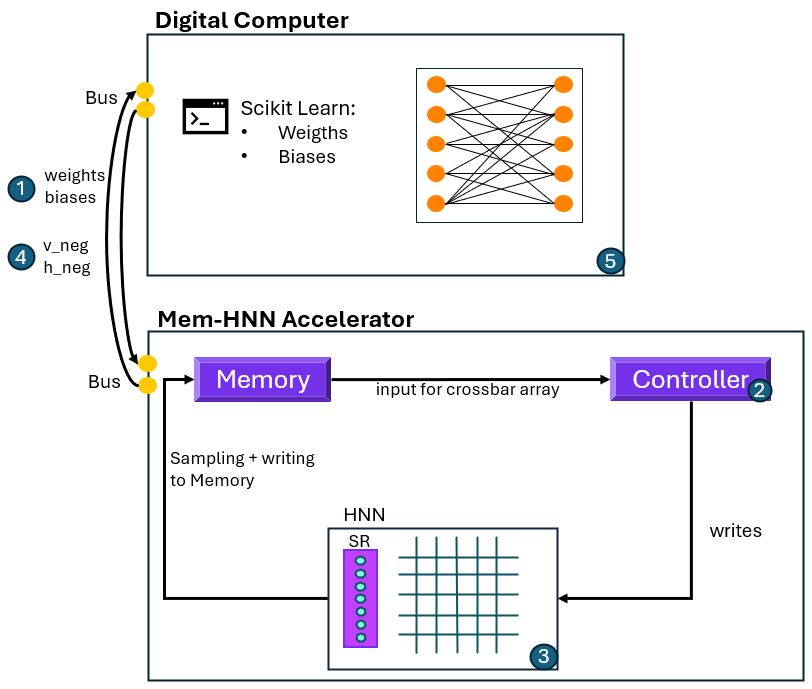 Digital Computer
Bus
>_
Scikit Learn:
• Weigths
• Biases
1
weights
biases
4
v_neg
h_neg
5
Mem-HNN Accelerator
Bus
Memory
input for crossbar array
Controller
2
Sampling + writing
to Memory
HNN
SR
writes
3